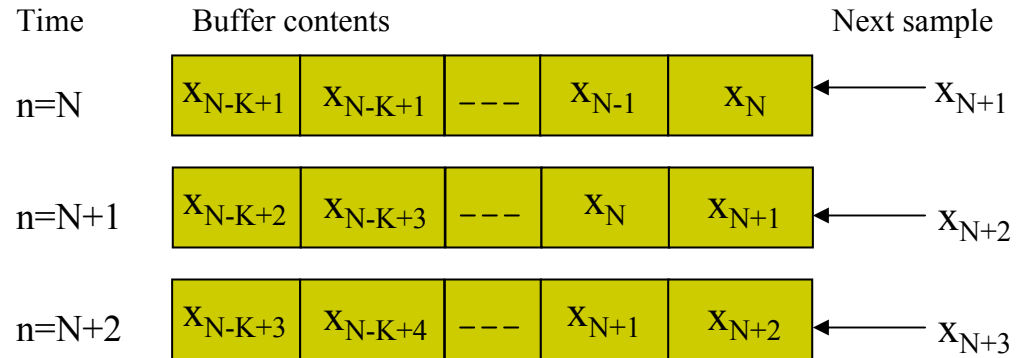 Time Buffer contents Next sample
n=N x_{N-K+1} x_{N-K+1} --- x_{N-1} x_N x_{N+1}
n=N+1 x_{N-K+2} x_{N-K+3} --- x_N x_{N+1} x_{N+2}
n=N+2 x_{N-K+3} x_{N-K+4} --- x_{N+1} x_{N+2} x_{N+3}